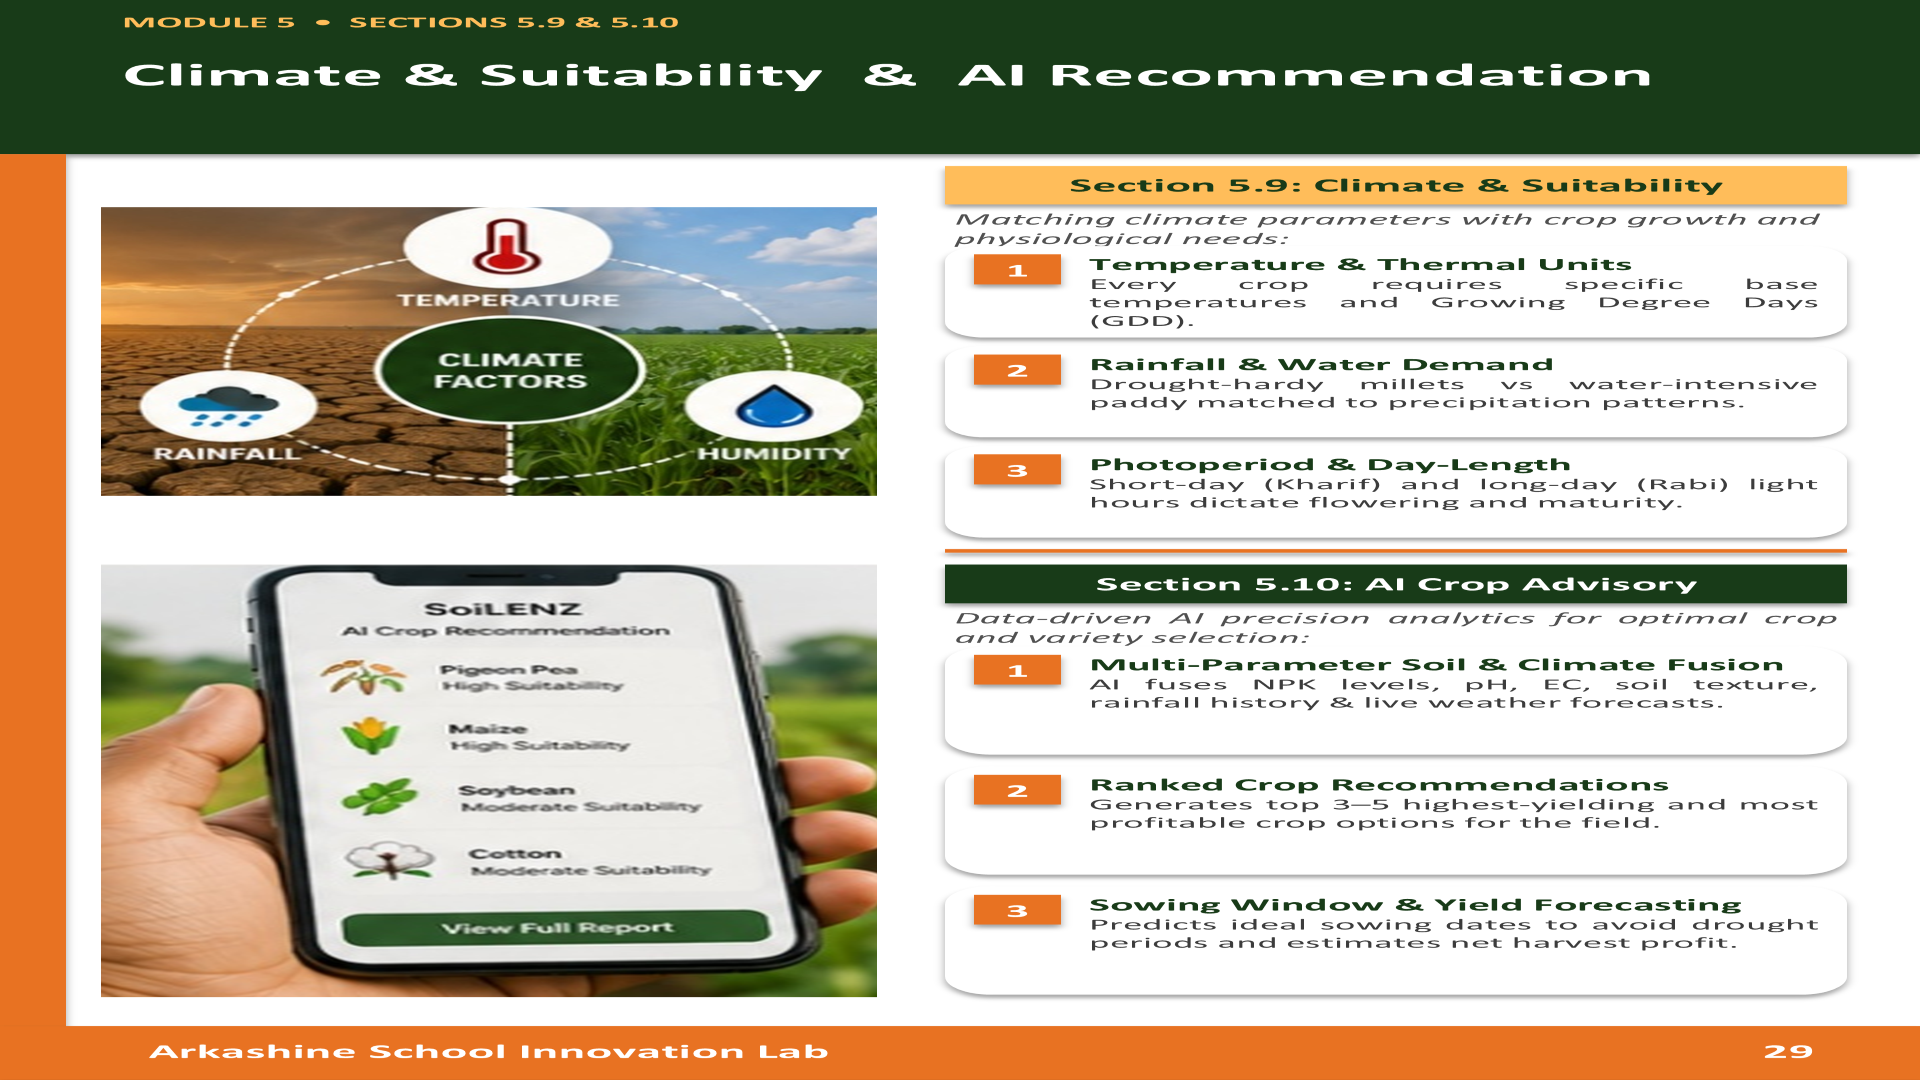 MODULE 5 • SECTIONS 5.9 & 5.10
Climate & Suitability & AI Recommendation
TEMPERATURE
CLIMATE
FACTORS
RAINFALL
HUMIDITY
SoiLENZ
AI Crop Recommendation
Pigeon Pea
High Suitability
Maize
High Suitability
Soybean
Moderate Suitability
Cotton
Moderate Suitability
View Full Report
Section 5.9: Climate & Suitability
Matching climate parameters with crop growth and
physiological needs:
1
Temperature & Thermal Units
Every crop requires specific base
temperatures and Growing Degree Days
(GDD).
2
Rainfall & Water Demand
Drought-hardy millets vs water-intensive
paddy matched to precipitation patterns.
3
Photoperiod & Day-Length
Short-day (Kharif) and long-day (Rabi) light
hours dictate flowering and maturity.
Section 5.10: AI Crop Advisory
Data-driven AI precision analytics for optimal crop
and variety selection:
1
Multi-Parameter Soil & Climate Fusion
AI fuses NPK levels, pH, EC, soil texture,
rainfall history & live weather forecasts.
2
Ranked Crop Recommendations
Generates top 3–5 highest-yielding and most
profitable crop options for the field.
3
Sowing Window & Yield Forecasting
Predicts ideal sowing dates to avoid drought
periods and estimates net harvest profit.
Arkashine School Innovation Lab
29